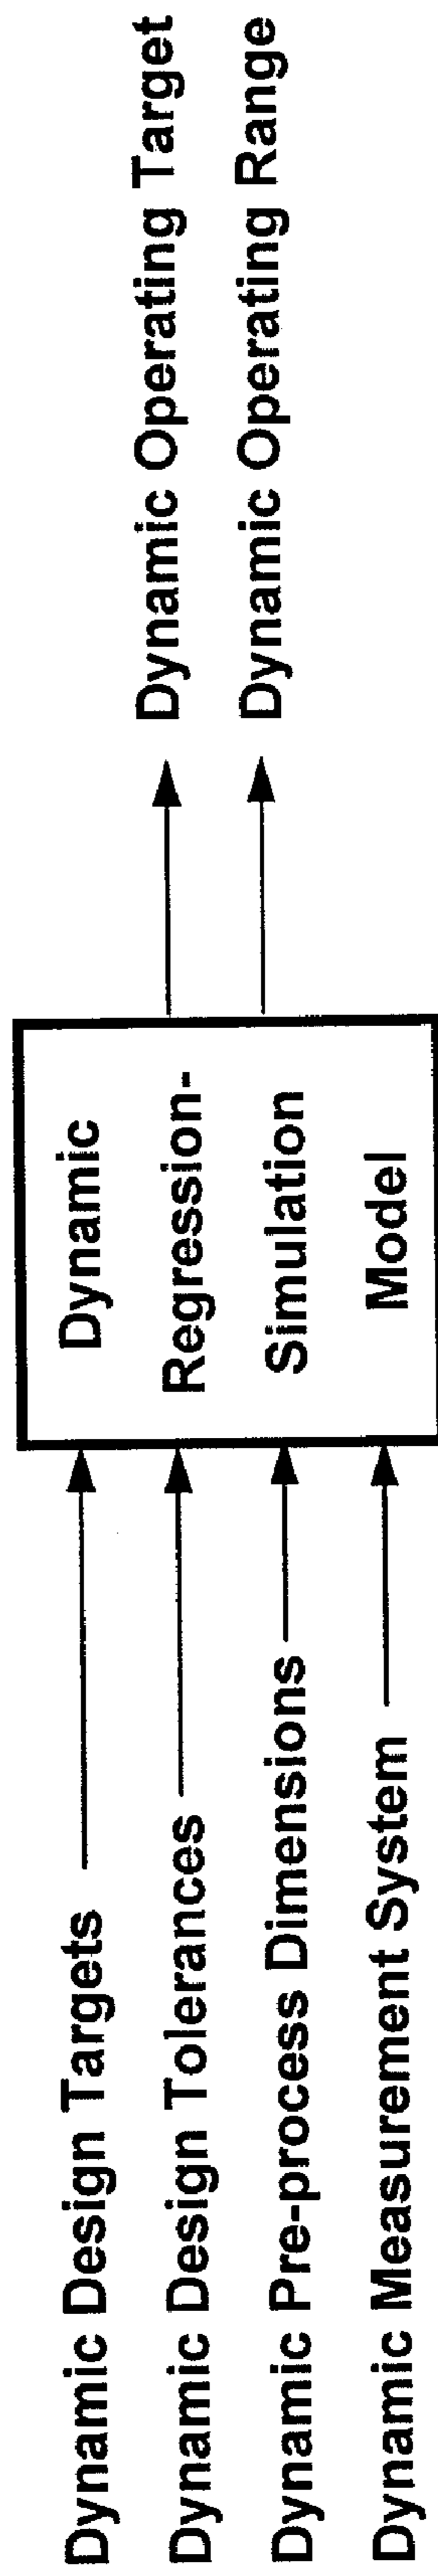 Dynamic Design Targets
Dynamic Design Tolerances
Dynamic Pre-process Dimensions
Dynamic Measurement System
Dynamic
Regression-
Simulation
Model
Dynamic Operating Target
Dynamic Operating Range